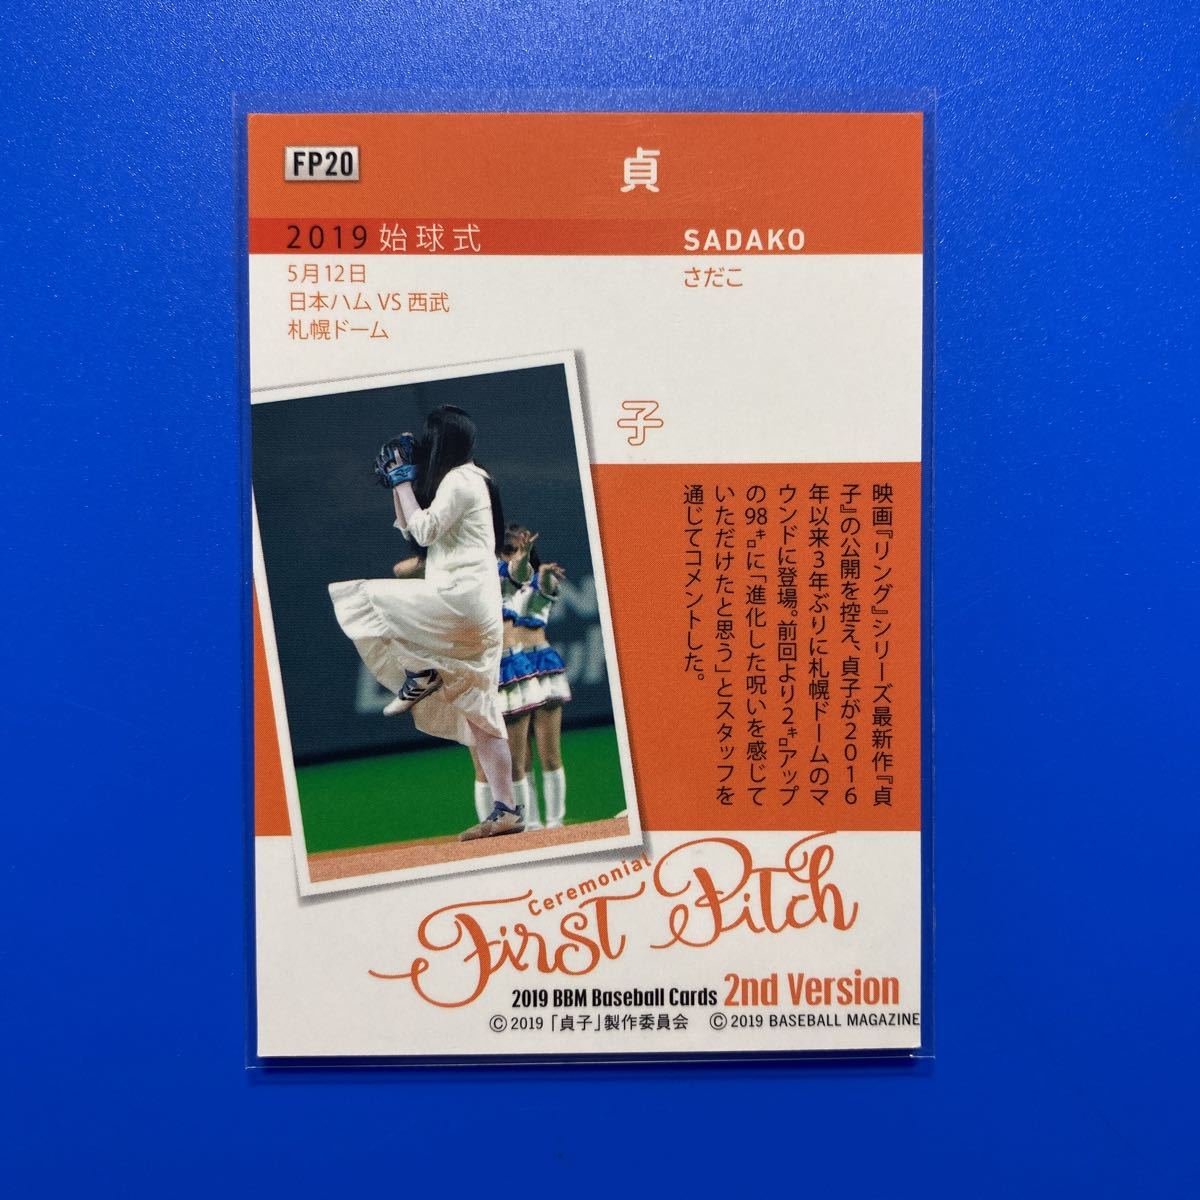 FP20
貞
2019 始球式
SADAKO
5月12日
日本ハム VS 西武
札幌ドーム
さだこ
子
映画『リング』シリーズ最新作『貞
子』の公開を控え、貞子が２０１６
年以来３年ぶりに札幌ドームのマ
ウンドに登場。前回より２㌔アップ
の98㌔に「進化した呪いを感じて
いただけたと思う」とスタッフを
通じてコメントした。
Ceremonial
First Pitch
2019 BBM Baseball Cards 2nd Version
Ⓒ 2019「貞子」製作委員会 Ⓒ 2019 BASEBALL MAGAZINE